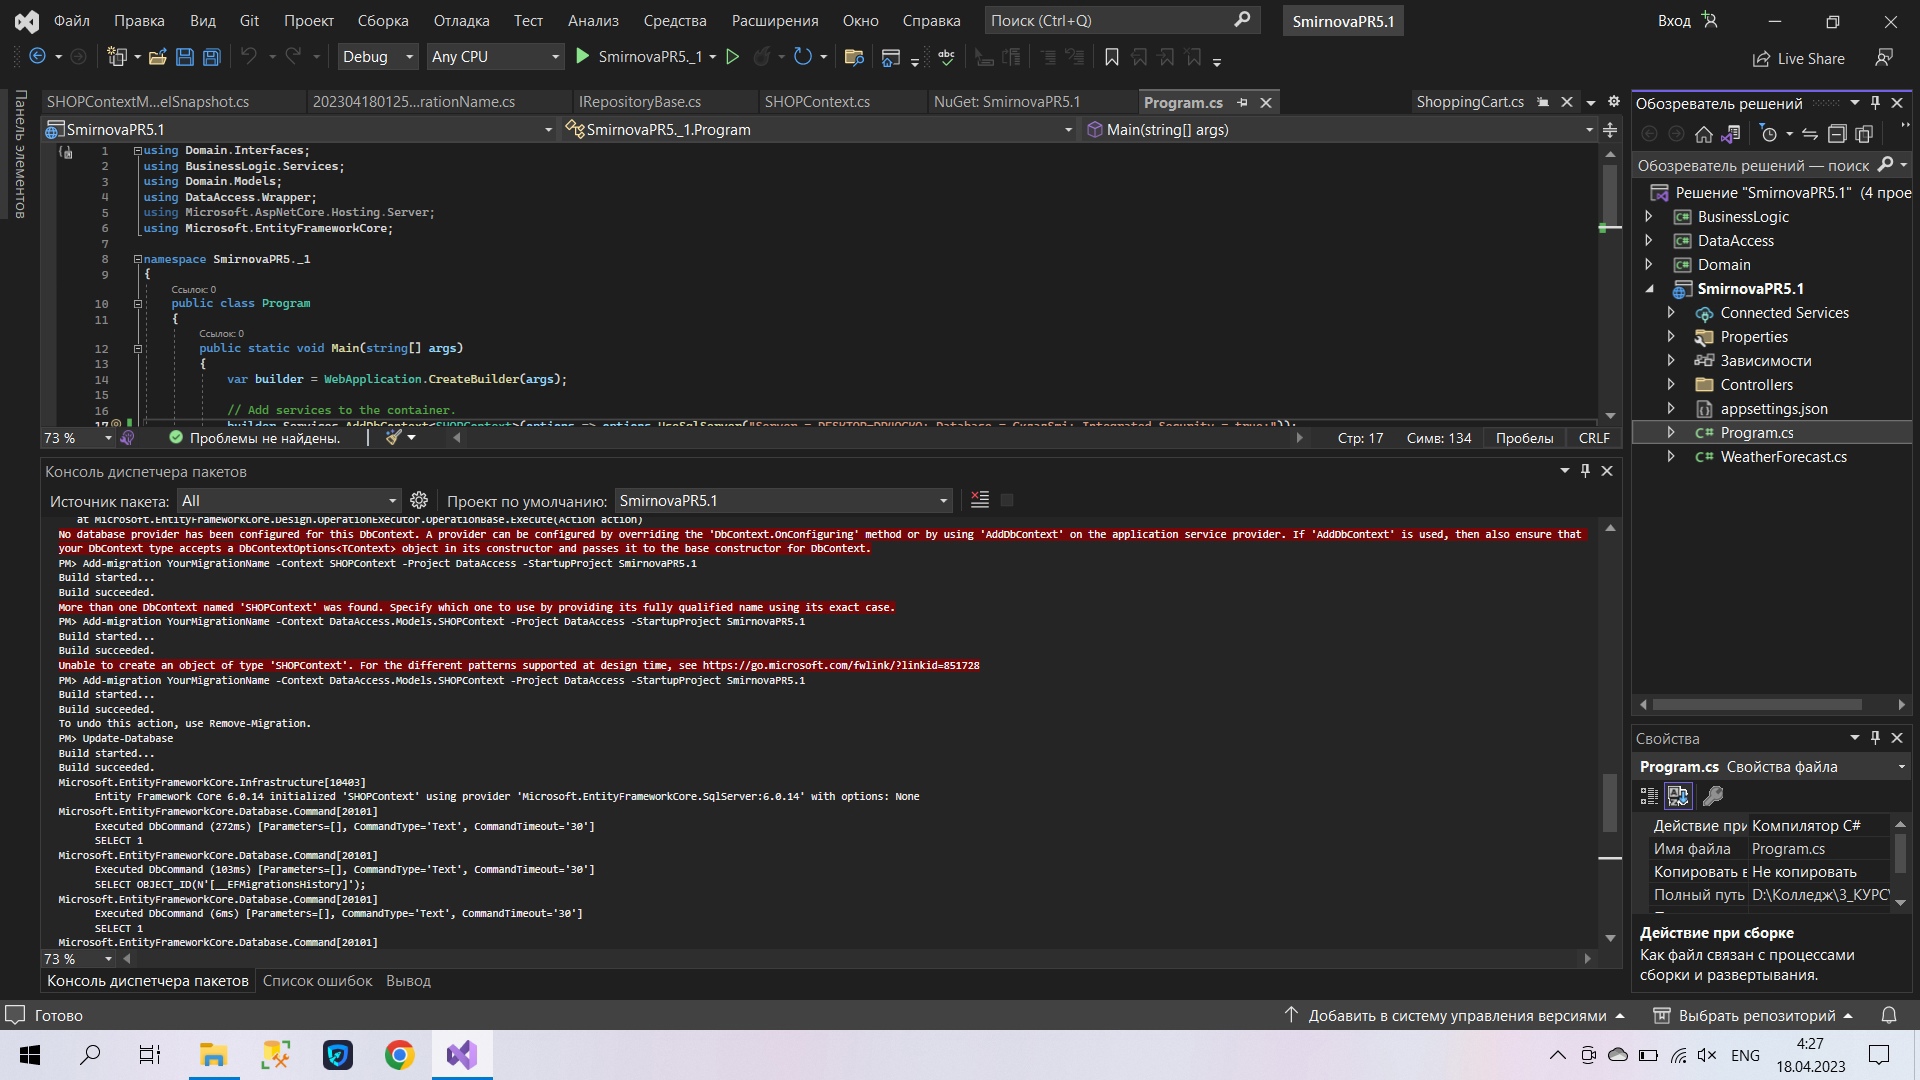 Файл Правка Вид Git Проект Сборка Отладка Тест Анализ Средства Расширения Окно Справка Поиск (Ctrl+Q) SmirnovaPR5.1 Вход
Debug Any CPU SmirnovaPR5._1 Live Share
Панель элементов
SHOPContextM...elSnapshot.cs 202304180125...rationName.cs IRepositoryBase.cs SHOPContext.cs NuGet: SmirnovaPR5.1 Program.cs ShoppingCart.cs
SmirnovaPR5.1 SmirnovaPR5._1.Program Main(string[] args)
1 using Domain.Interfaces;
2 using BusinessLogic.Services;
3 using Domain.Models;
4 using DataAccess.Wrapper;
5 using Microsoft.AspNetCore.Hosting.Server;
6 using Microsoft.EntityFrameworkCore;
7
8 namespace SmirnovaPR5._1
9 {
Ссылок: 0
10 public class Program
11 {
Ссылок: 0
12 public static void Main(string[] args)
13 {
14 var builder = WebApplication.CreateBuilder(args);
15
16 // Add services to the container.
17 builder.Services.AddDbContext<SHOPContext>(options => options.UseSqlServer("Server = Database = Integrated Security = true;"));
73 % Проблемы не найдены. Стр: 17 Симв: 134 Пробелы CRLF
Консоль диспетчера пакетов
Источник пакета: All Проект по умолчанию: SmirnovaPR5.1
at Microsoft.EntityFrameworkCore.Design.OperationExecutor.OperationBase.Execute(Action action)
No database provider has been configured for this DbContext. A provider can be configured by overriding the 'DbContext.OnConfiguring' method or by using 'AddDbContext' on the application service provider. If 'AddDbContext' is used, then also ensure that
your DbContext type accepts a DbContextOptions<TContext> object in its constructor and passes it to the base constructor for DbContext.
PM> Add-migration YourMigrationName -Context SHOPContext -Project DataAccess -StartupProject SmirnovaPR5.1
Build started...
Build succeeded.
More than one DbContext named 'SHOPContext' was found. Specify which one to use by providing its fully qualified name using its exact case.
PM> Add-migration YourMigrationName -Context DataAccess.Models.SHOPContext -Project DataAccess -StartupProject SmirnovaPR5.1
Build started...
Build succeeded.
Unable to create an object of type 'SHOPContext'. For the different patterns supported at design time, see https://go.microsoft.com/fwlink/?linkid=851728
PM> Add-migration YourMigrationName -Context DataAccess.Models.SHOPContext -Project DataAccess -StartupProject SmirnovaPR5.1
Build started...
Build succeeded.
To undo this action, use Remove-Migration.
PM> Update-Database
Build started...
Build succeeded.
Microsoft.EntityFrameworkCore.Infrastructure[10403]
Entity Framework Core 6.0.14 initialized 'SHOPContext' using provider 'Microsoft.EntityFrameworkCore.SqlServer:6.0.14' with options: None
Microsoft.EntityFrameworkCore.Database.Command[20101]
Executed DbCommand (272ms) [Parameters=[], CommandType='Text', CommandTimeout='30']
SELECT 1
Microsoft.EntityFrameworkCore.Database.Command[20101]
Executed DbCommand (103ms) [Parameters=[], CommandType='Text', CommandTimeout='30']
SELECT OBJECT_ID(N'[__EFMigrationsHistory]');
Microsoft.EntityFrameworkCore.Database.Command[20101]
Executed DbCommand (6ms) [Parameters=[], CommandType='Text', CommandTimeout='30']
SELECT 1
Microsoft.EntityFrameworkCore.Database.Command[20101]
73 %
Консоль диспетчера пакетов Список ошибок Вывод
Обозреватель решений
Обозреватель решений — поиск
Решение "SmirnovaPR5.1" (4 прое
BusinessLogic
DataAccess
Domain
SmirnovaPR5.1
Connected Services
Properties
Зависимости
Controllers
appsettings.json
C# Program.cs
C# WeatherForecast.cs
Свойства
Program.cs Свойства файла
Действие при Компилятор C#
Имя файла Program.cs
Копировать в Не копировать
Полный путь D:\Колледж\3_КУРС\
Действие при сборке
Как файл связан с процессами
сборки и развертывания.
Готово Добавить в систему управления версиями Выбрать репозиторий
ENG 4:27
18.04.2023